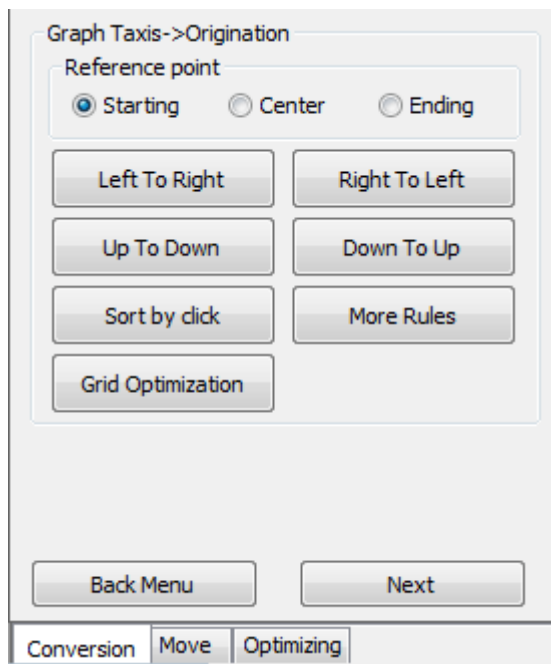 Graph Taxis->Origination
Reference point
Starting Center Ending
Left To Right Right To Left
Up To Down Down To Up
Sort by click More Rules
Grid Optimization
Back Menu Next
Conversion Move Optimizing